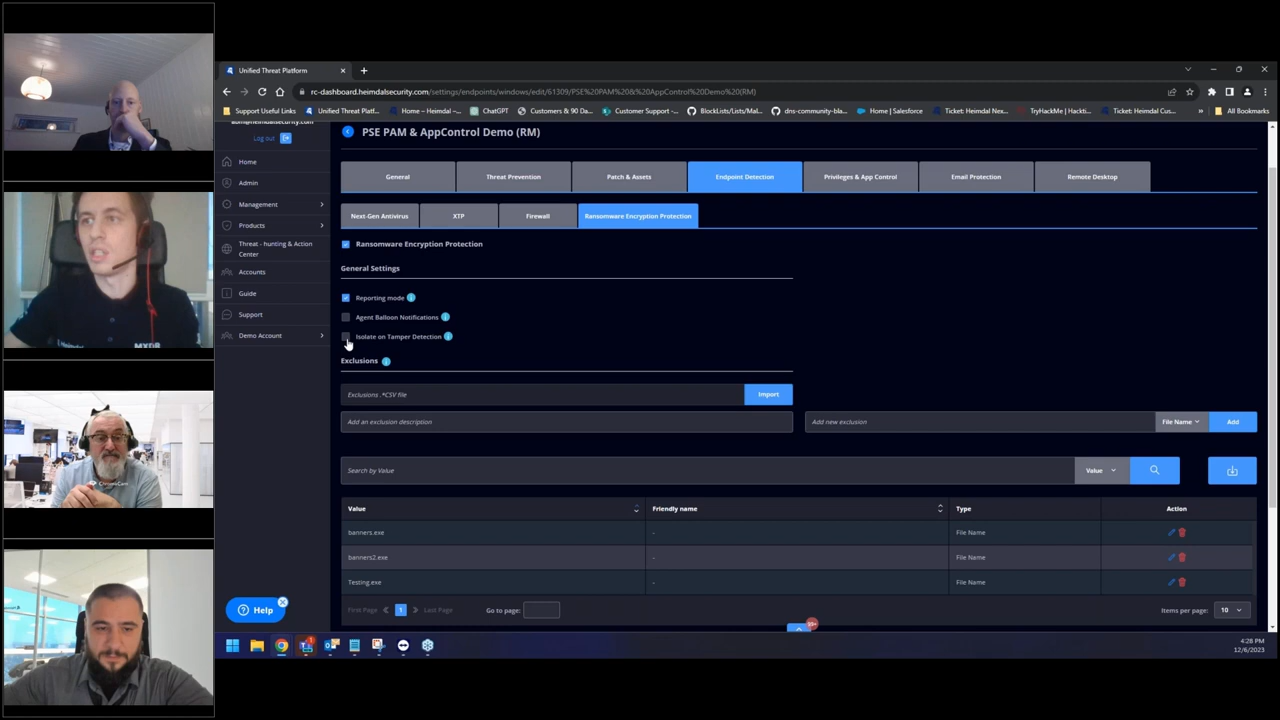 Unified Threat Platform
rc-dashboard.heimdalsecurity.com/settings/endpoints/windows/edit/61309/PSE%20PAM%20&%20AppControl%20Demo%20(RM)
Support Useful Links
Unified Threat Platf...
Home – Heimdal –...
ChatGPT
Customers & 90 Da...
Customer Support -...
BlockLists/Lists/Mal...
dns-community-bla...
Home | Salesforce
Ticket: Heimdal Nex...
TryHackMe | Hackti...
Ticket: Heimdal Cus...
»
All Bookmarks
Log out
PSE PAM & AppControl Demo (RM)
General
Threat Prevention
Patch & Assets
Endpoint Detection
Privileges & App Control
Email Protection
Remote Desktop
Home
Admin
Management
Products
Threat - hunting & Action
Center
Accounts
Guide
Support
Demo Account
Next-Gen Antivirus
XTP
Firewall
Ransomware Encryption Protection
Ransomware Encryption Protection
General Settings
Reporting mode
Agent Balloon Notifications
Isolate on Tamper Detection
Exclusions
Exclusions .*CSV file
Import
Add an exclusion description
Add new exclusion
File Name
Add
Search by Value
Value
Value
Friendly name
Type
Action
banners.exe
-
File Name
banners2.exe
-
File Name
Testing.exe
-
File Name
First Page
1
Last Page
Go to page:
Items per page:
10
Help
4:28 PM
12/6/2023